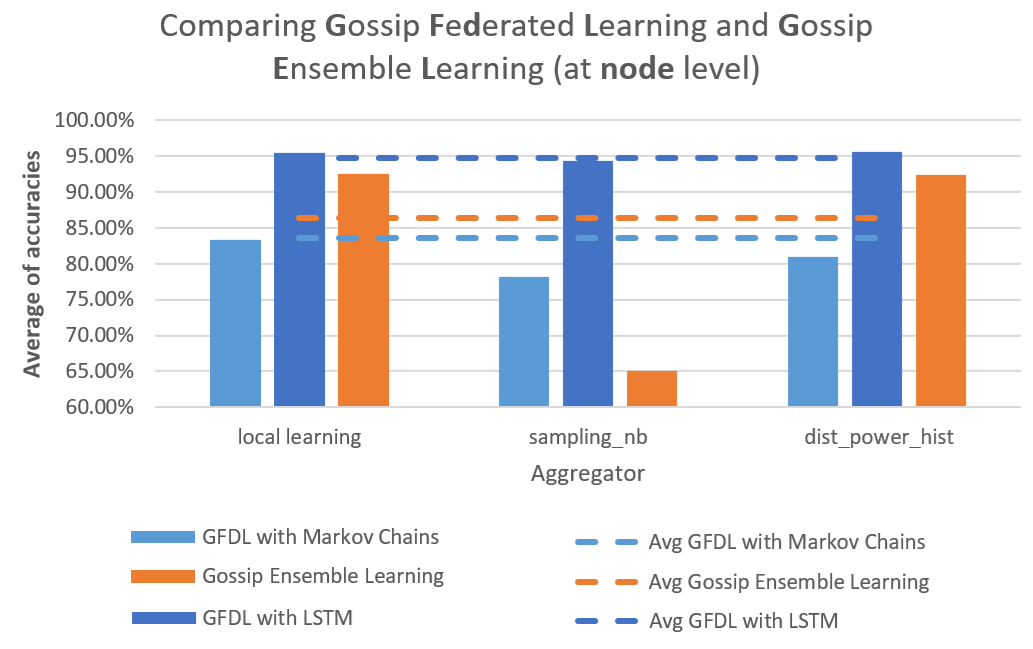 Comparing Gossip Federated Learning and Gossip
Ensemble Learning (at node level)
Average of accuracies
100.00%
95.00%
90.00%
85.00%
80.00%
75.00%
70.00%
65.00%
60.00%
local learning
sampling_nb
dist_power_hist
Aggregator
GFDL with Markov Chains
Gossip Ensemble Learning
GFDL with LSTM
Avg GFDL with Markov Chains
Avg Gossip Ensemble Learning
Avg GFDL with LSTM